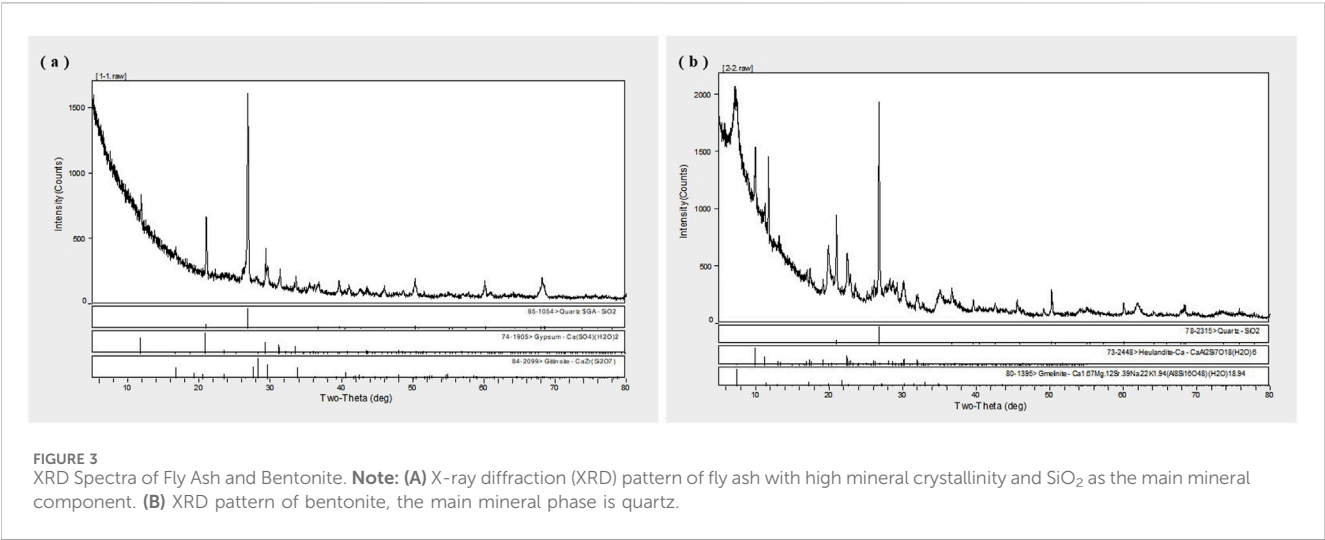 ( a )
[1-1.raw]
1500
1000
500
0
Intensity(Counts)
85-1054> Quartz SGA - SiO2
74-1905> Gypsum - Ca(SO4)(H2O)2
84-2099> Gitinsite - CaZr(Si2O7)
10 20 30 40 50 60 70 80
Two-Theta (deg)
( b )
[2-2.raw]
2000
1500
1000
500
0
Intensity(Counts)
78-2315> Quartz - SiO2
73-2448> Heulandite-Ca - CaAl2Si7O18(H2O)6
80-1395> Gmelinite -
10 20 30 40 50 60 70 80
Two-Theta (deg)
FIGURE 3
XRD Spectra of Fly Ash and Bentonite. Note: (A) X-ray diffraction (XRD) pattern of fly ash with high mineral crystallinity and SiO₂ as the main mineral
component. (B) XRD pattern of bentonite, the main mineral phase is quartz.